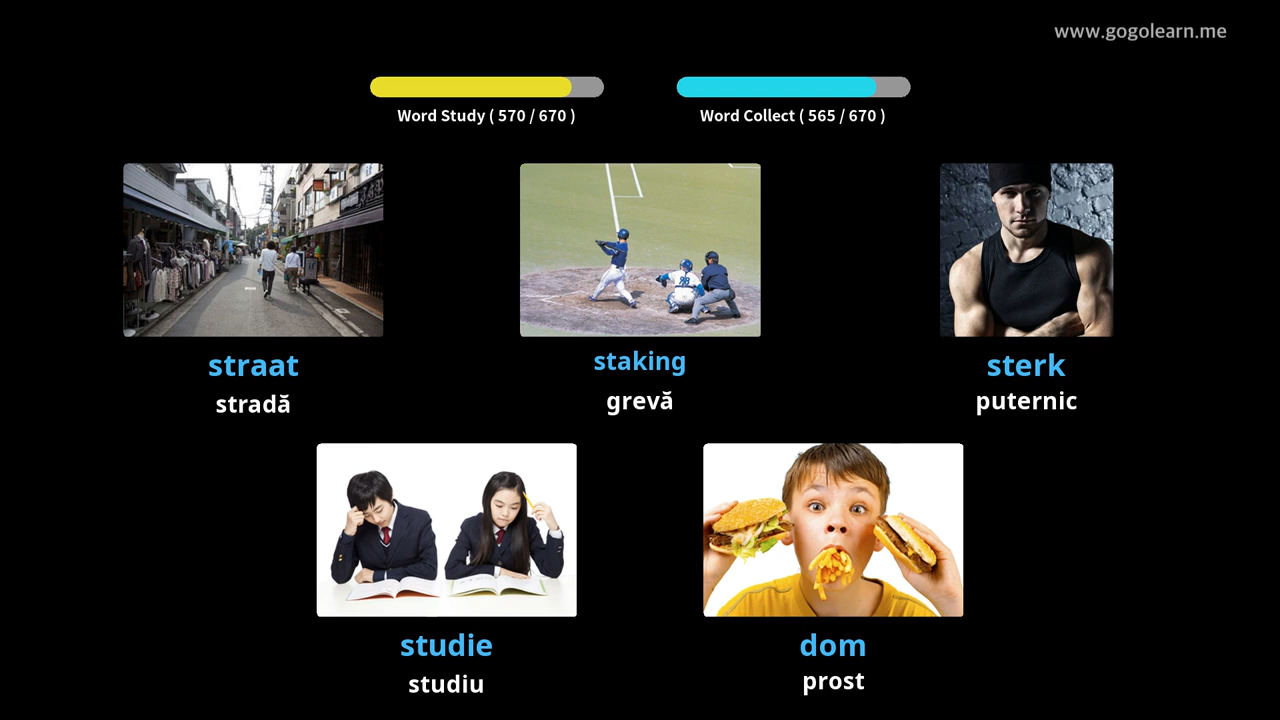 www.gogolearn.me
Word Study ( 570 / 670 )
Word Collect ( 565 / 670 )
straat
stradă
staking
grevă
sterk
puternic
studie
studiu
dom
prost